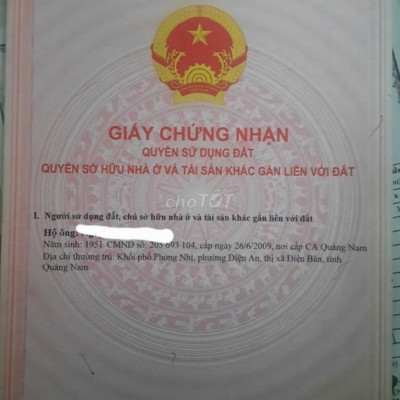 GIẤY CHỨNG NHẬN
QUYỀN SỬ DỤNG ĐẤT
QUYỀN SỞ HỮU NHÀ Ở VÀ TÀI SẢN KHÁC GẮN LIỀN VỚI ĐẤT
choTỐT
I. Người sử dụng đất, chủ sở hữu nhà ở và tài sản khác gắn liền với đất
Hộ ông:
Năm sinh: 1951 CMND số: 205 693 104, cấp ngày 26/6/2009, nơi cấp CA Quảng Nam
Địa chỉ thường trú: Khối phố Phong Nhị, phường Điện An, thị xã Điện Bàn, tỉnh
Quảng Nam